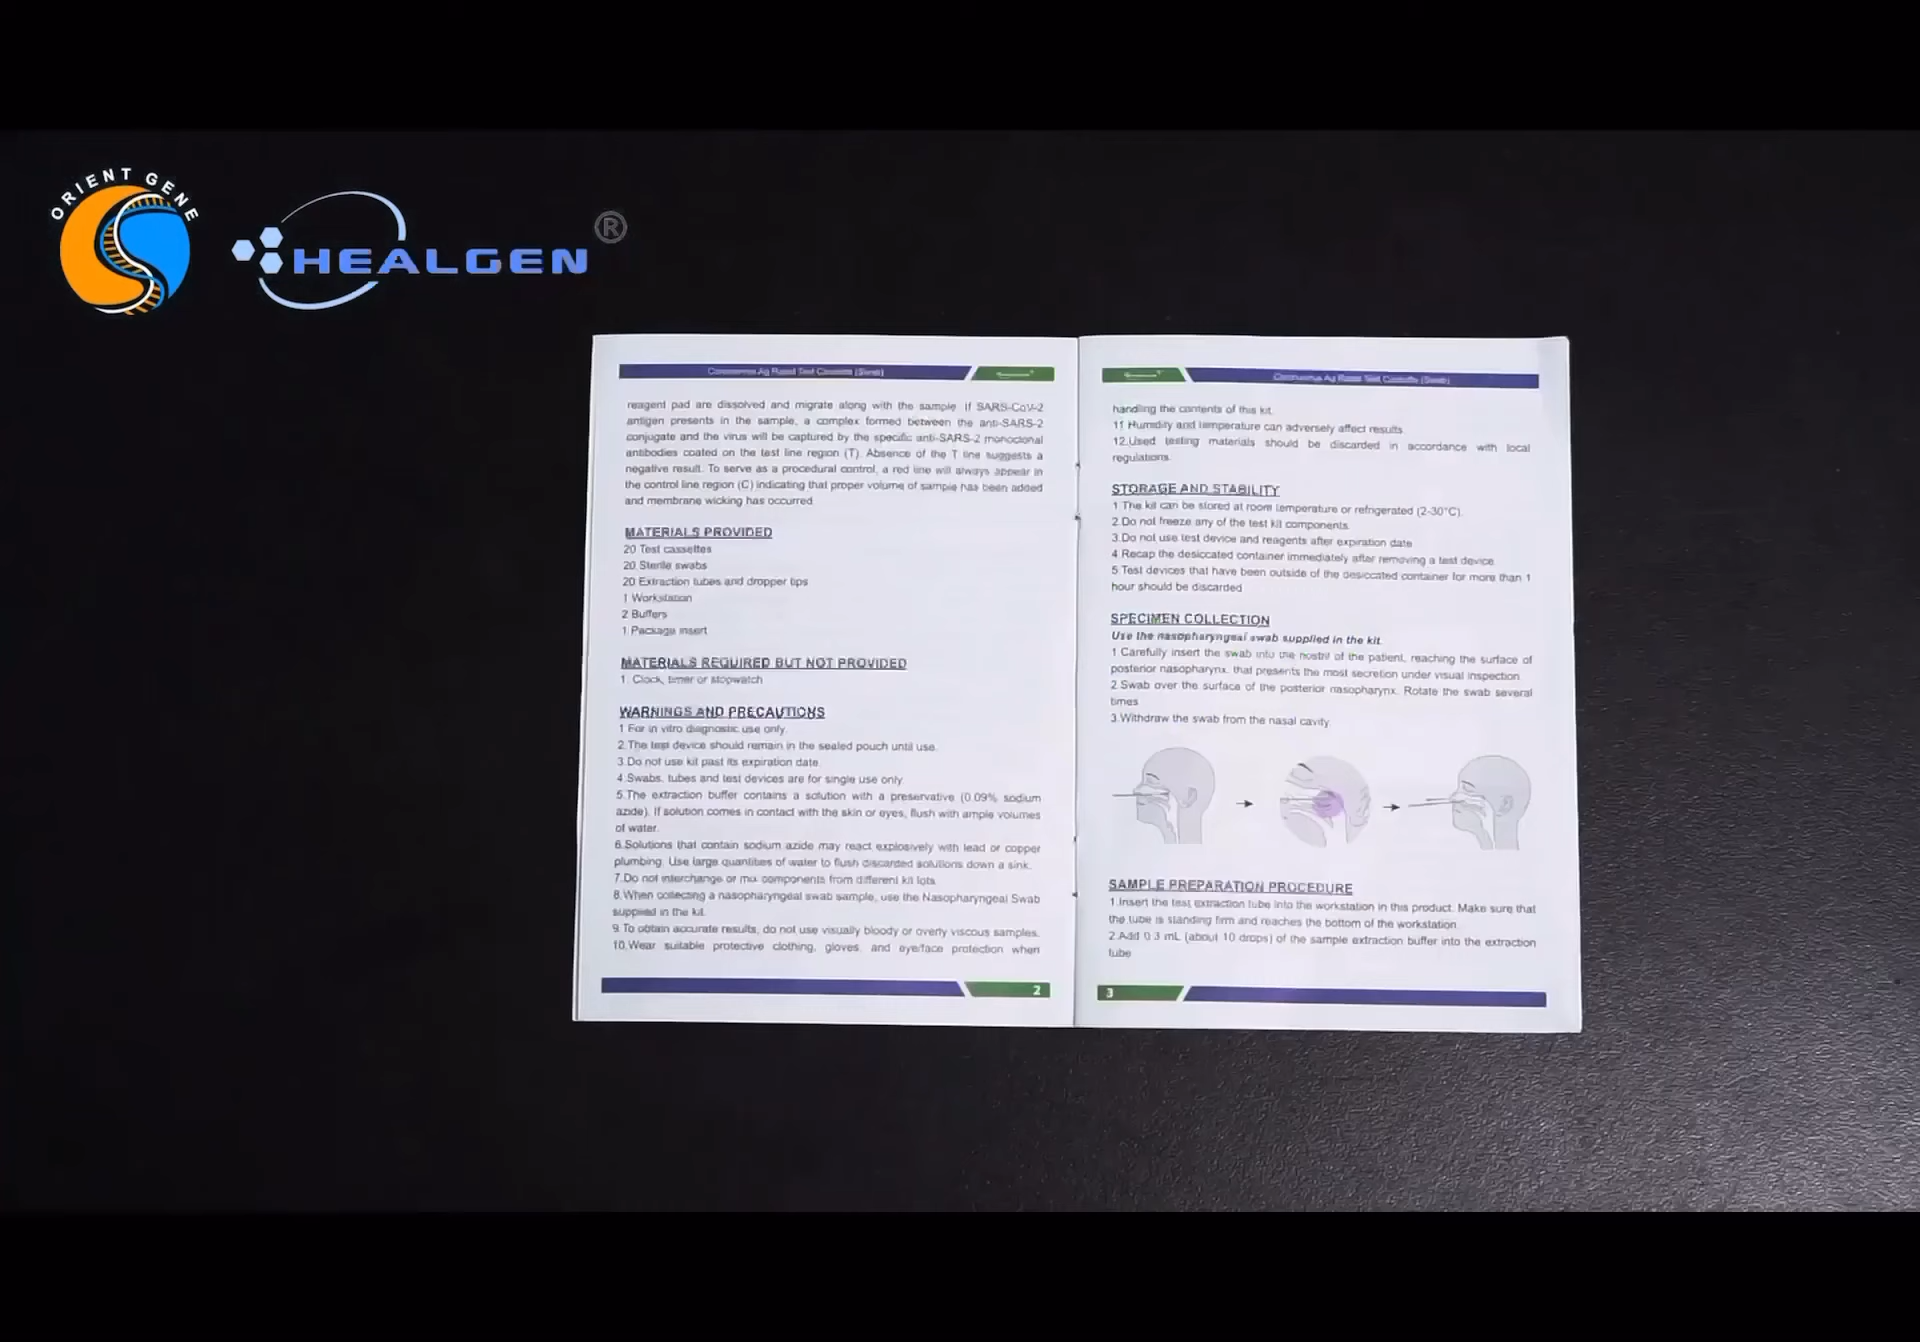 ORIENT GENE
HEALGEN®
Coronavirus Ag Rapid Test Cassette (Swab)
reagent pad are dissolved and migrate along with the sample. If SARS-CoV-2
antigen presents in the sample, a complex formed between the anti-SARS-2
conjugate and the virus will be captured by the specific anti-SARS-2 monoclonal
antibodies coated on the test line region (T). Absence of the T line suggests a
negative result. To serve as a procedural control, a red line will always appear in
the control line region (C) indicating that proper volume of sample has been added
and membrane wicking has occurred
MATERIALS PROVIDED
20 Test cassettes
20 Sterile swabs
20 Extraction tubes and dropper tips
1 Workstation
2 Buffers
1 Package insert
MATERIALS REQUIRED BUT NOT PROVIDED
1. Clock, timer or stopwatch
WARNINGS AND PRECAUTIONS
1.For in vitro diagnostic use only.
2.The test device should remain in the sealed pouch until use.
3.Do not use kit past its expiration date.
4.Swabs, tubes and test devices are for single use only.
5.The extraction buffer contains a solution with a preservative (0.09% sodium
azide). If solution comes in contact with the skin or eyes, flush with ample volumes
of water.
6.Solutions that contain sodium azide may react explosively with lead or copper
plumbing. Use large quantities of water to flush discarded solutions down a sink.
7.Do not interchange or mix components from different kit lots.
8.When collecting a nasopharyngeal swab sample, use the Nasopharyngeal Swab
supplied in the kit.
9.To obtain accurate results, do not use visually bloody or overly viscous samples.
10.Wear suitable protective clothing, gloves, and eye/face protection when
2
Coronavirus Ag Rapid Test Cassette (Swab)
handling the contents of this kit.
11.Humidity and temperature can adversely affect results.
12.Used testing materials should be discarded in accordance with local
regulations.
STORAGE AND STABILITY
1.The kit can be stored at room temperature or refrigerated (2-30°C).
2.Do not freeze any of the test kit components.
3.Do not use test device and reagents after expiration date.
4.Recap the desiccated container immediately after removing a test device.
5.Test devices that have been outside of the desiccated container for more than 1
hour should be discarded
SPECIMEN COLLECTION
Use the nasopharyngeal swab supplied in the kit.
1.Carefully insert the swab into the nostril of the patient, reaching the surface of
posterior nasopharynx, that presents the most secretion under visual inspection.
2.Swab over the surface of the posterior nasopharynx. Rotate the swab several
times
3.Withdraw the swab from the nasal cavity.
SAMPLE PREPARATION PROCEDURE
1.Insert the test extraction tube into the workstation in this product. Make sure that
the tube is standing firm and reaches the bottom of the workstation.
2.Add 0.3 mL (about 10 drops) of the sample extraction buffer into the extraction
tube
3